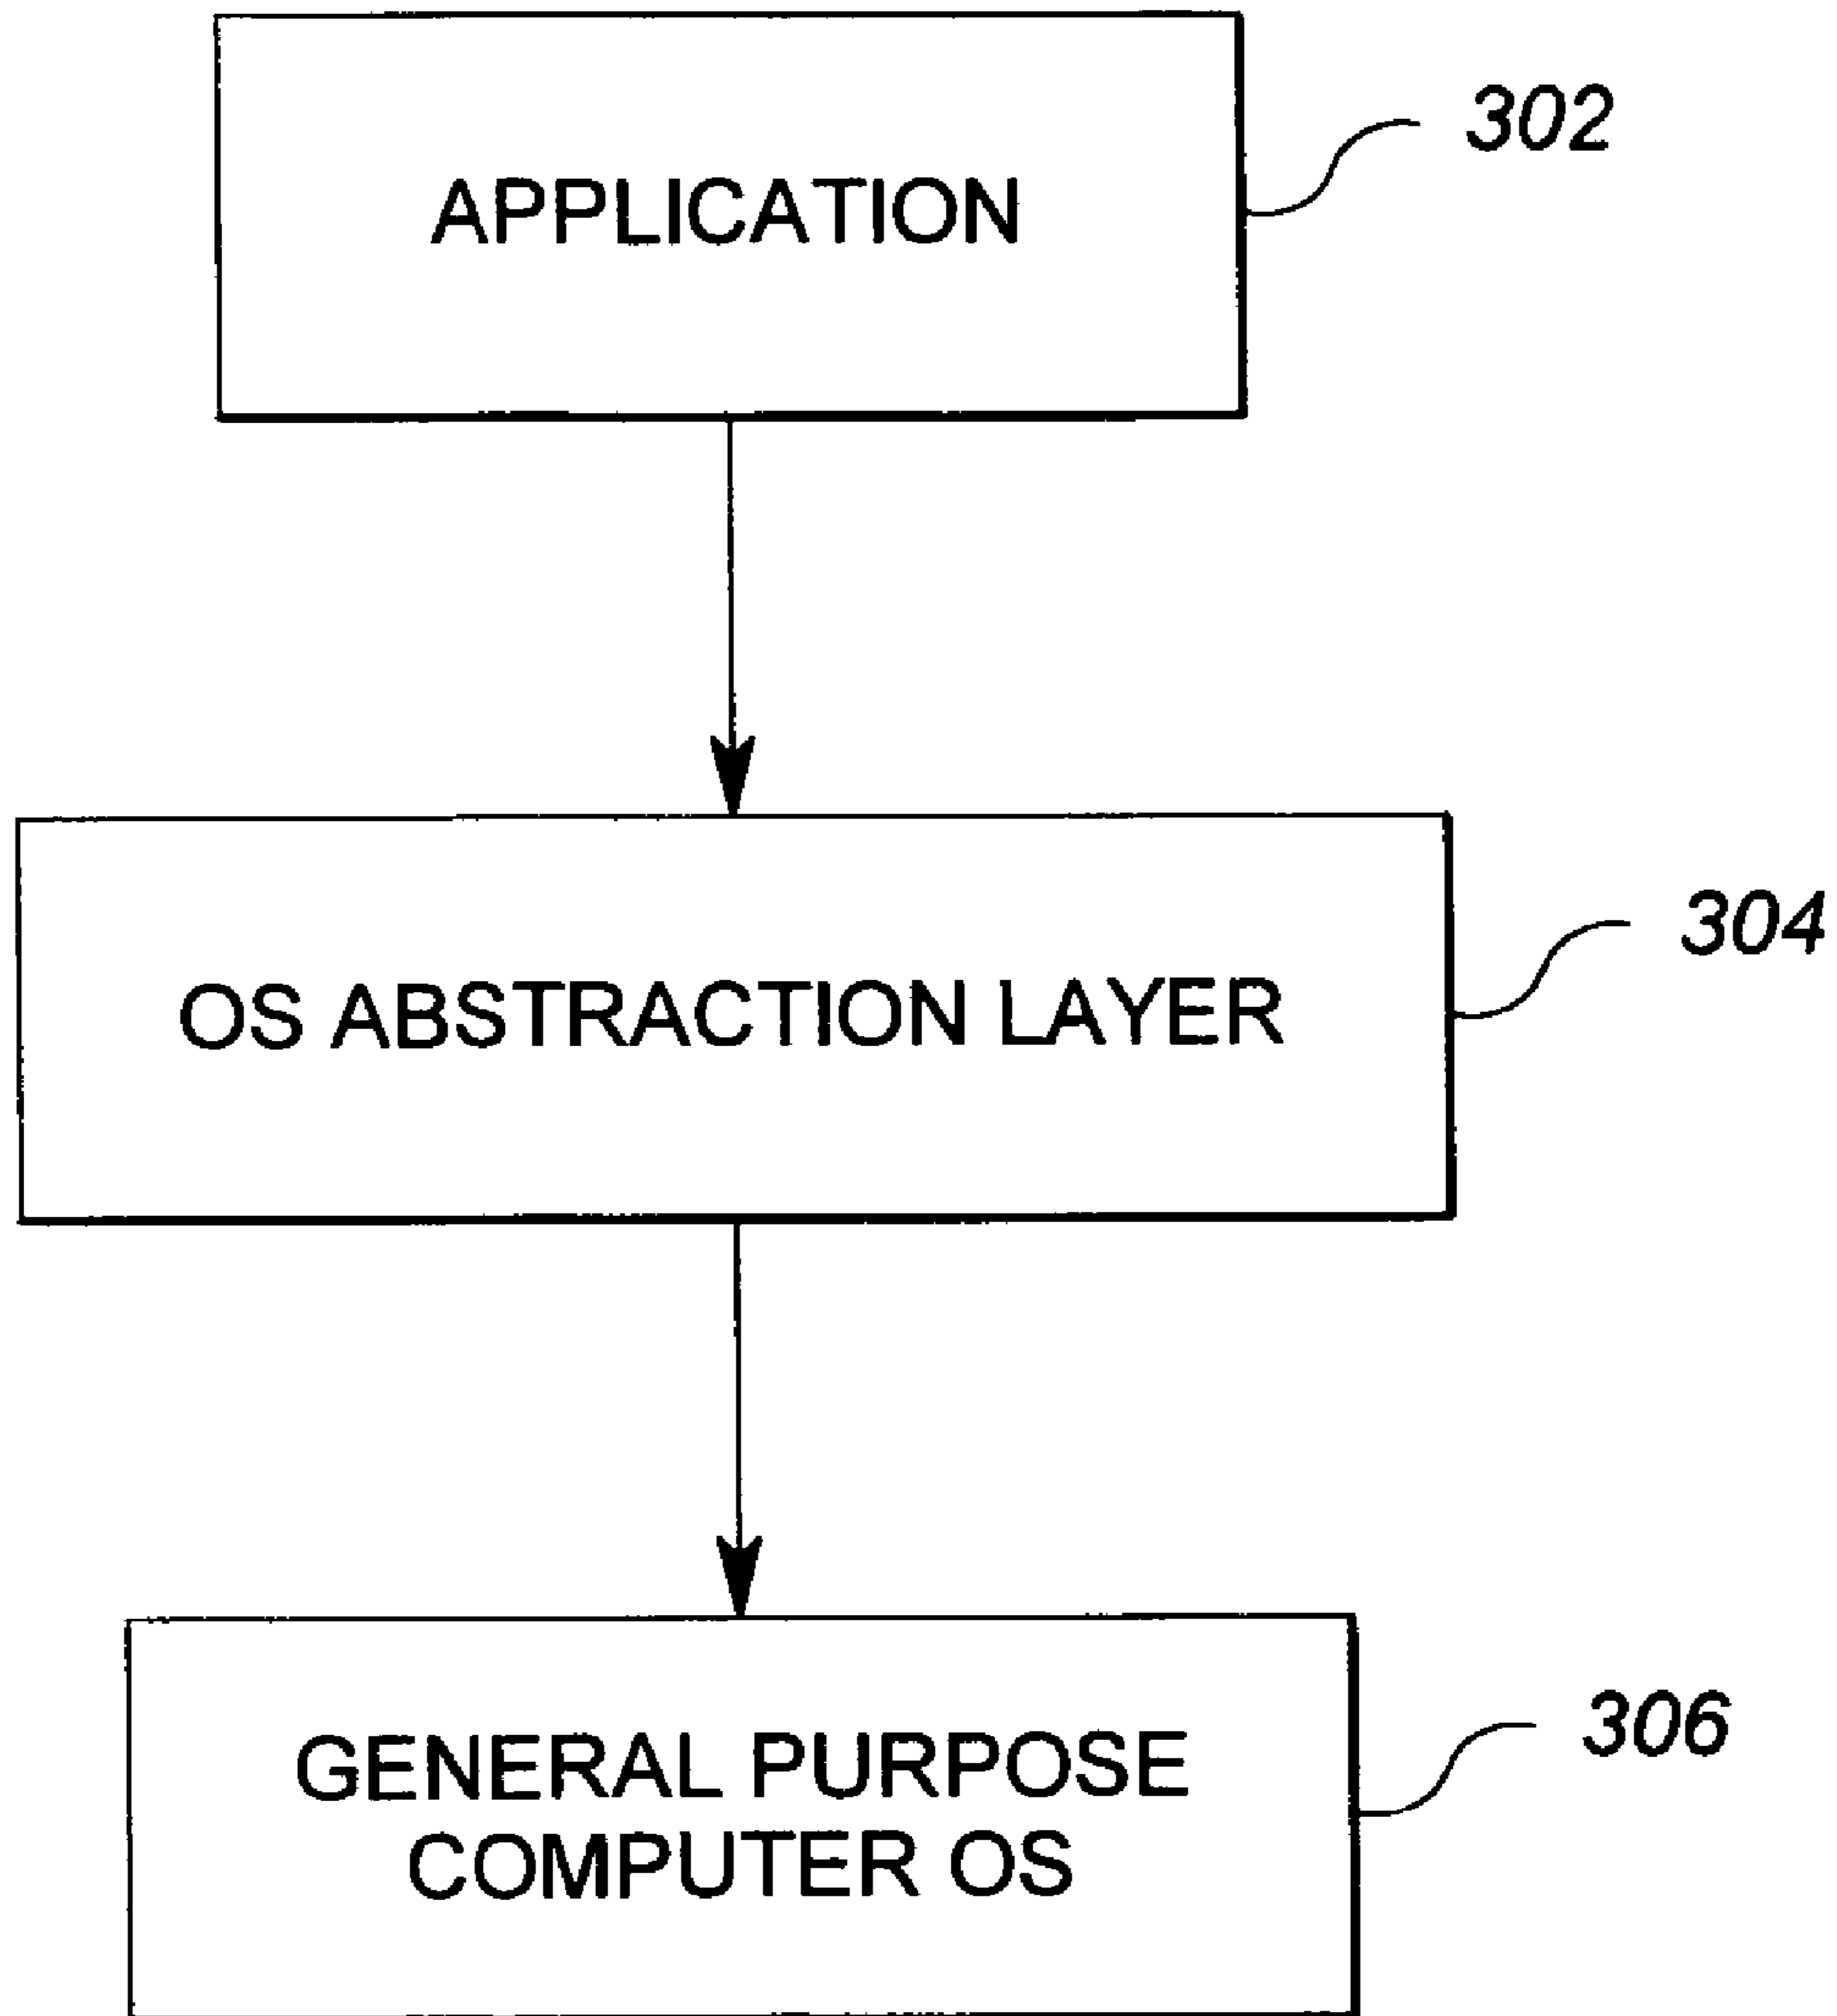 302
APPLICATION
304
OS ABSTRACTION LAYER
306
GENERAL PURPOSE
COMPUTER OS